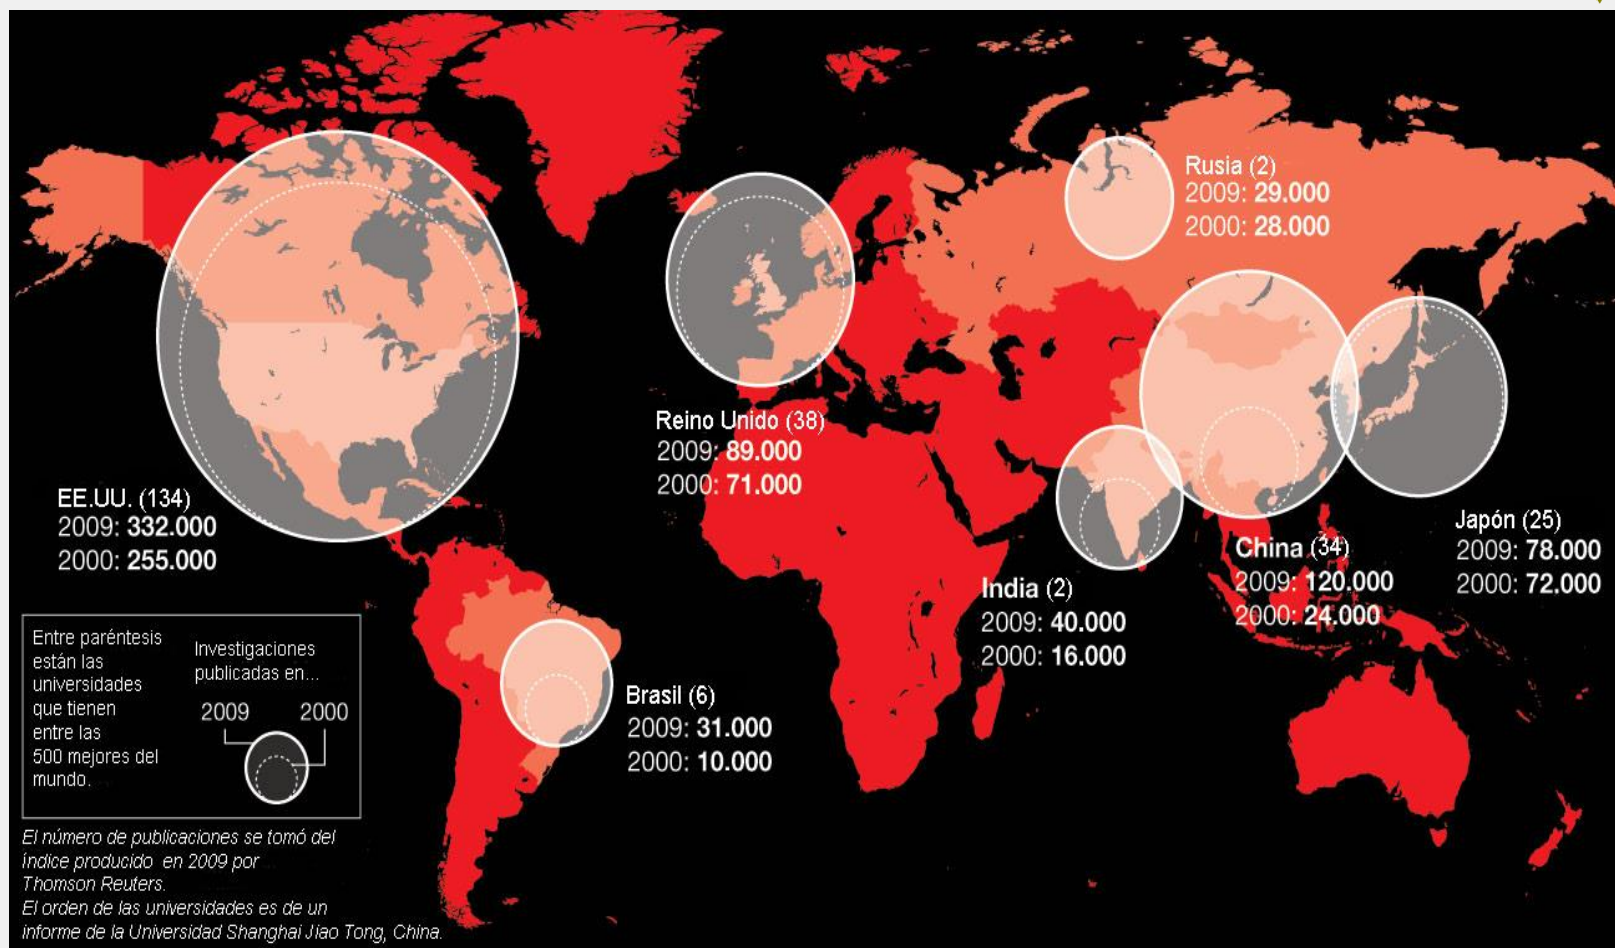 Rusia (2)
2009: 29.000
2000: 28.000
Reino Unido (38)
2009: 89.000
2000: 71.000
EE.UU. (134)
2009: 332.000
2000: 255.000
Japón (25)
2009: 78.000
2000: 72.000
China (34)
2009: 120.000
2000: 24.000
India (2)
2009: 40.000
2000: 16.000
Brasil (6)
2009: 31.000
2000: 10.000
Entre paréntesis
están las
universidades
que tienen
entre las
500 mejores del
mundo.
Investigaciones
publicadas en...
2009 2000
El número de publicaciones se tomó del
índice producido en 2009 por
Thomson Reuters.
El orden de las universidades es de un
informe de la Universidad Shanghai Jiao Tong, China.